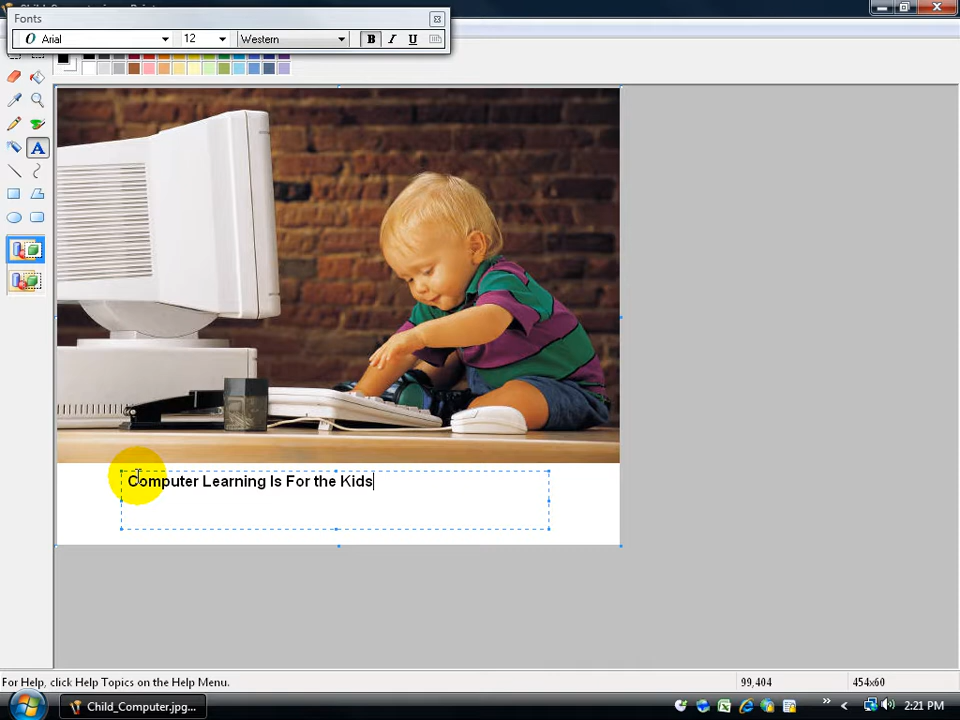 Fonts
Arial
12
Western
B
I
U
A
Computer Learning Is For the Kids
For Help, click Help Topics on the Help Menu.
99,404
454x60
Child_Computer.jpg...
2:21 PM